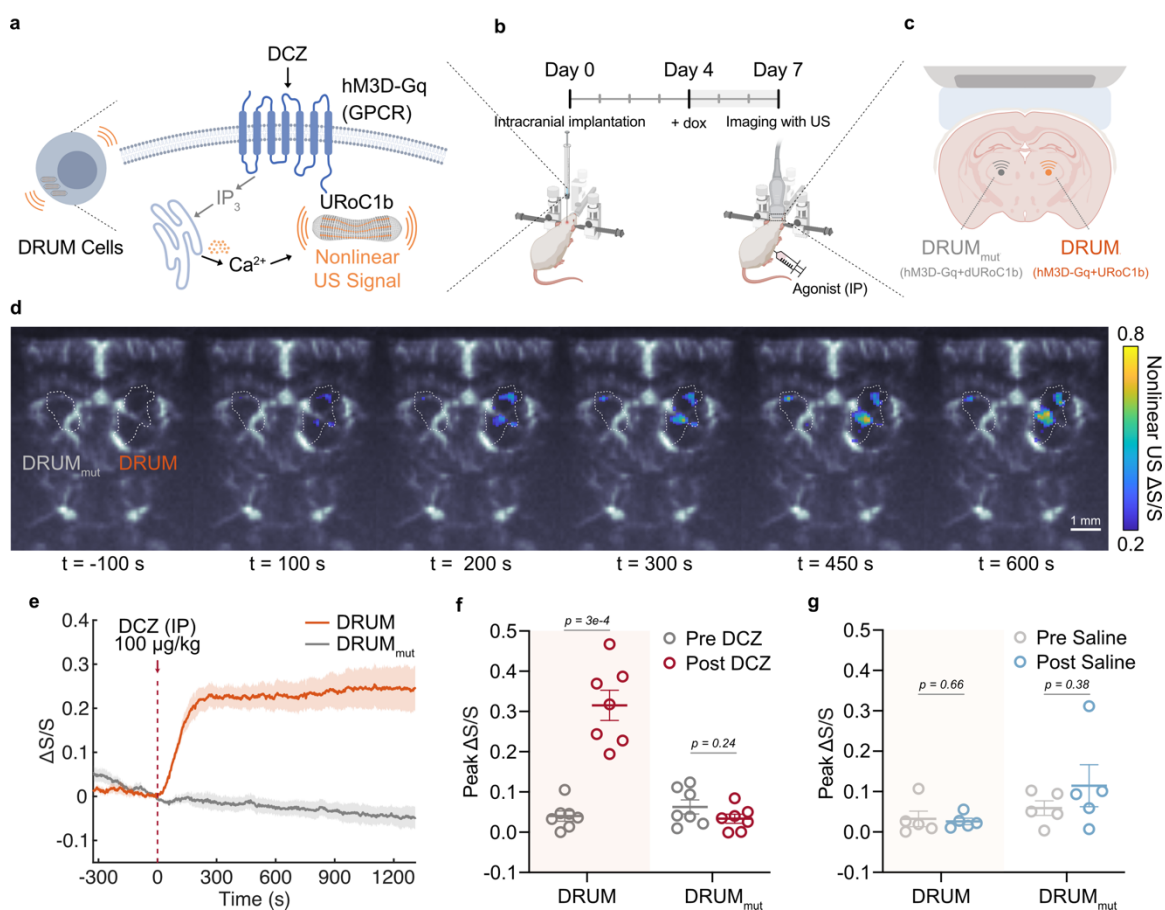 a
DCZ
hM3D-Gq
(GPCR)
IP3
URoC1b
DRUM Cells
Ca2+
Nonlinear
US Signal
b
Day 0
Day 4
Day 7
Intracranial implantation
+ dox
Imaging with US
Agonist (IP)
c
DRUMmut
(hM3D-Gq+dURoC1b)
DRUM
(hM3D-Gq+URoC1b)
d
DRUMmut
DRUM
1 mm
t = -100 s
t = 100 s
t = 200 s
t = 300 s
t = 450 s
t = 600 s
0.8
Nonlinear US ΔS/S
0.2
e
DCZ (IP)
100 µg/kg
DRUM
DRUMmut
ΔS/S
0.4
0.3
0.2
0.1
0
-0.1
-300
0
300
600
900
1200
Time (s)
f
p = 3e-4
Pre DCZ
Post DCZ
p = 0.24
Peak ΔS/S
0.5
0.4
0.3
0.2
0.1
0.0
-0.1
DRUM
DRUMmut
g
Pre Saline
Post Saline
p = 0.66
p = 0.38
Peak ΔS/S
0.5
0.4
0.3
0.2
0.1
0.0
-0.1
DRUM
DRUMmut